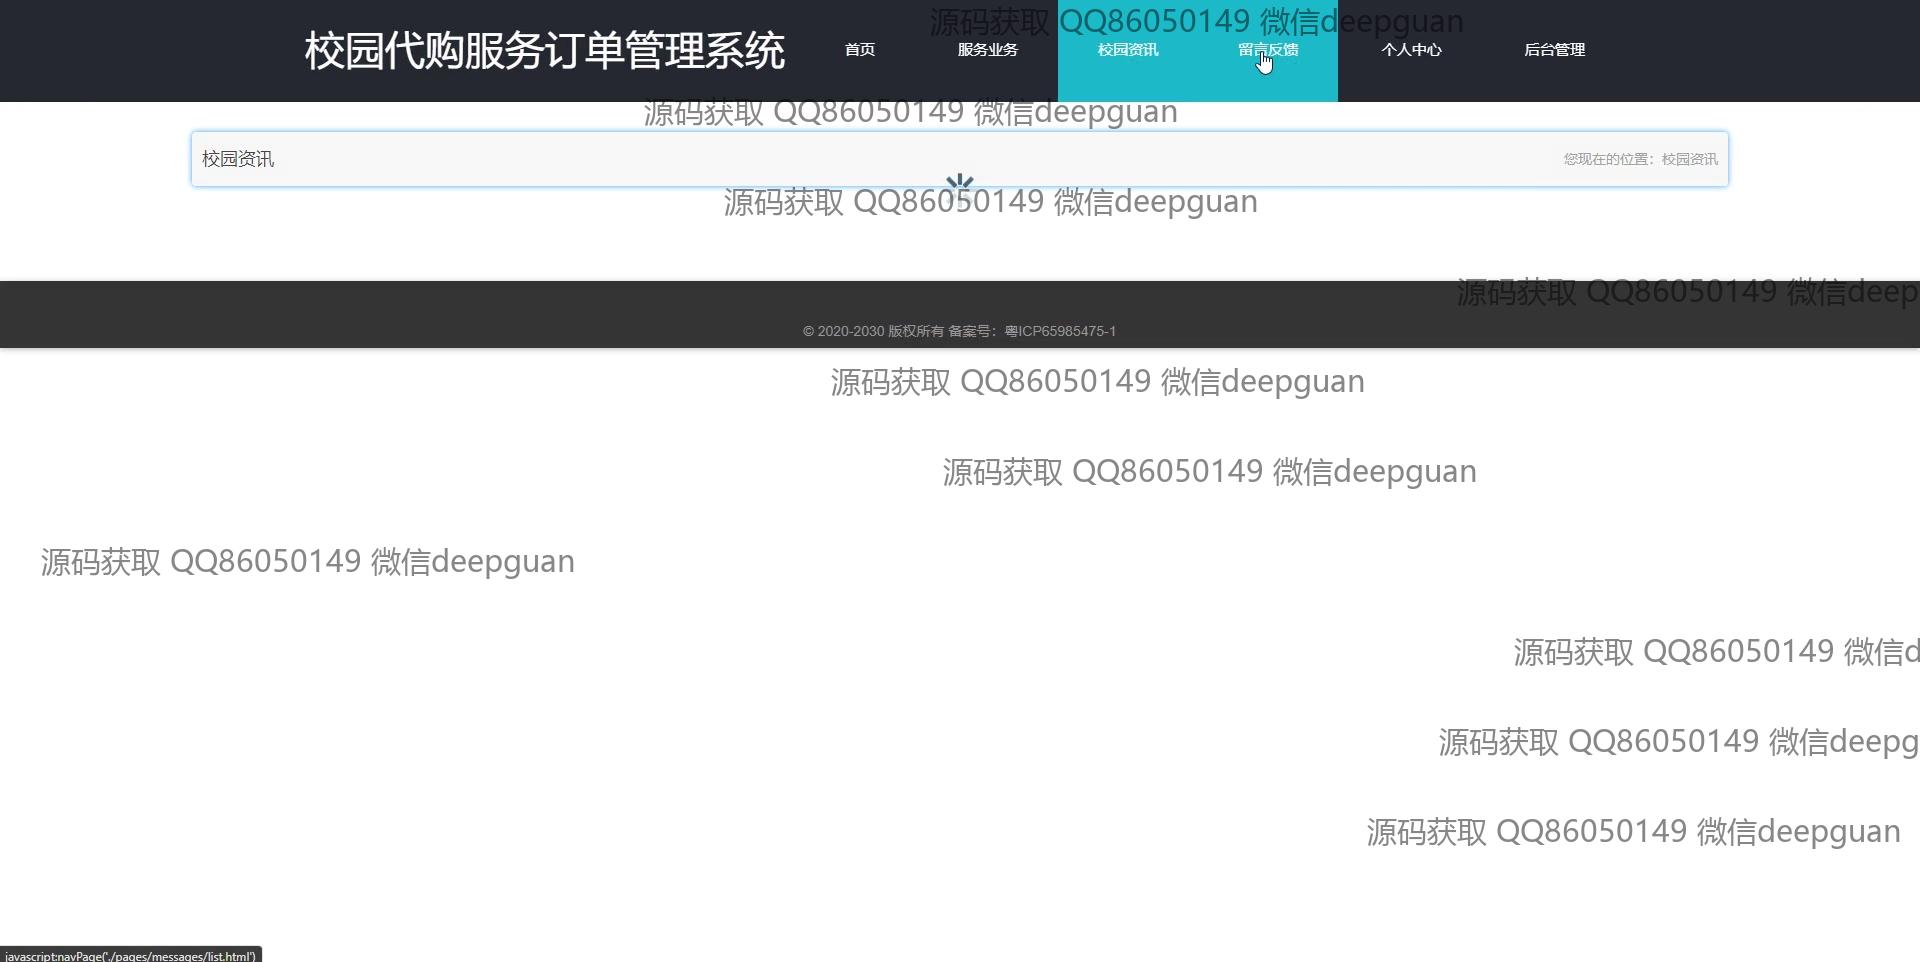 源码获取 QQ86050149 微信deepguan
校园代购服务订单管理系统 首页 服务业务 校园资讯 留言反馈 个人中心 后台管理
源码获取 QQ86050149 微信deepguan
校园资讯 您现在的位置：校园资讯
源码获取 QQ86050149 微信deepguan
源码获取 QQ86050149 微信deep
© 2020-2030 版权所有 备案号：粤ICP65985475-1
源码获取 QQ86050149 微信deepguan
源码获取 QQ86050149 微信deepguan
源码获取 QQ86050149 微信deepguan
源码获取 QQ86050149 微信d
源码获取 QQ86050149 微信deepg
源码获取 QQ86050149 微信deepguan
javascript:navPage('./pages/messages/list.html')